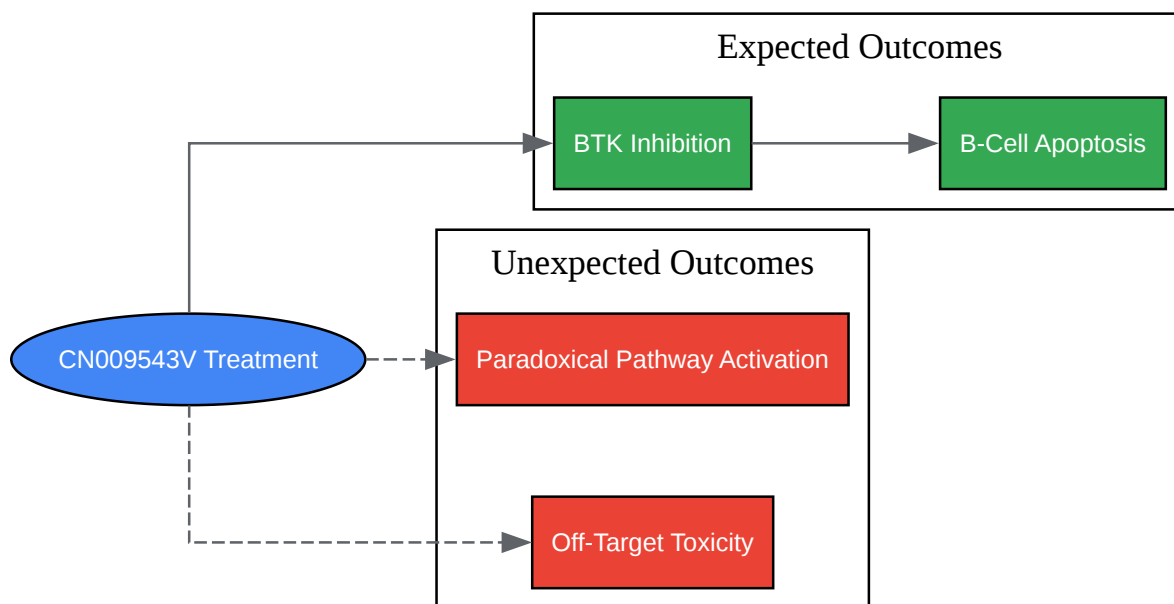 Expected Outcomes
BTK Inhibition
B-Cell Apoptosis
Unexpected Outcomes
CN009543V Treatment
Paradoxical Pathway Activation
Off-Target Toxicity